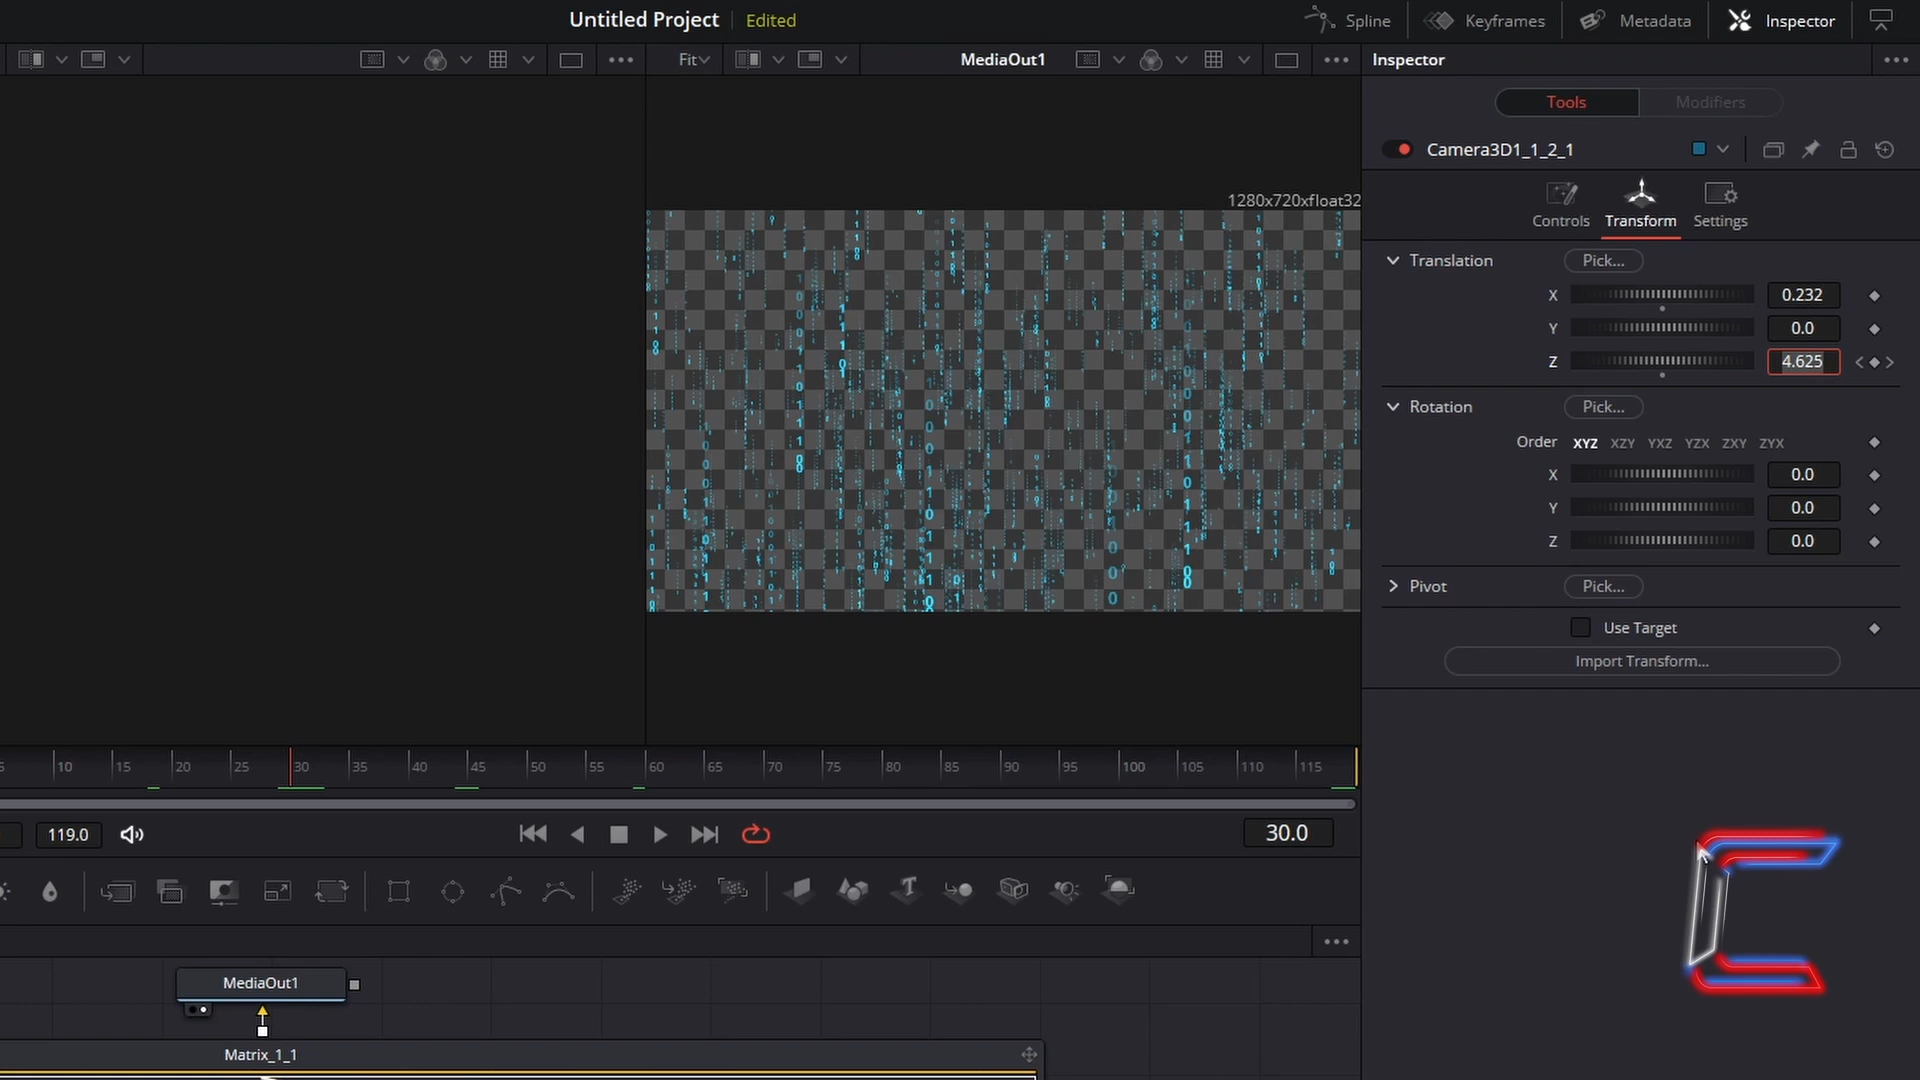 Untitled Project Edited
Spline Keyframes Metadata Inspector
Fit MediaOut1 Inspector
Tools Modifiers
Camera3D1_1_2_1
1280x720xfloat32
Controls Transform Settings
Translation Pick...
X 0.232
Y 0.0
Z 4.625
Rotation Pick...
Order XYZ XZY YXZ YZX ZXY ZYX
X 0.0
Y 0.0
Z 0.0
Pivot Pick...
Use Target
Import Transform...
10 15 20 25 30 35 40 45 50 55 60 65 70 75 80 85 90 95 100 105 110 115
119.0 30.0
MediaOut1
Matrix_1_1